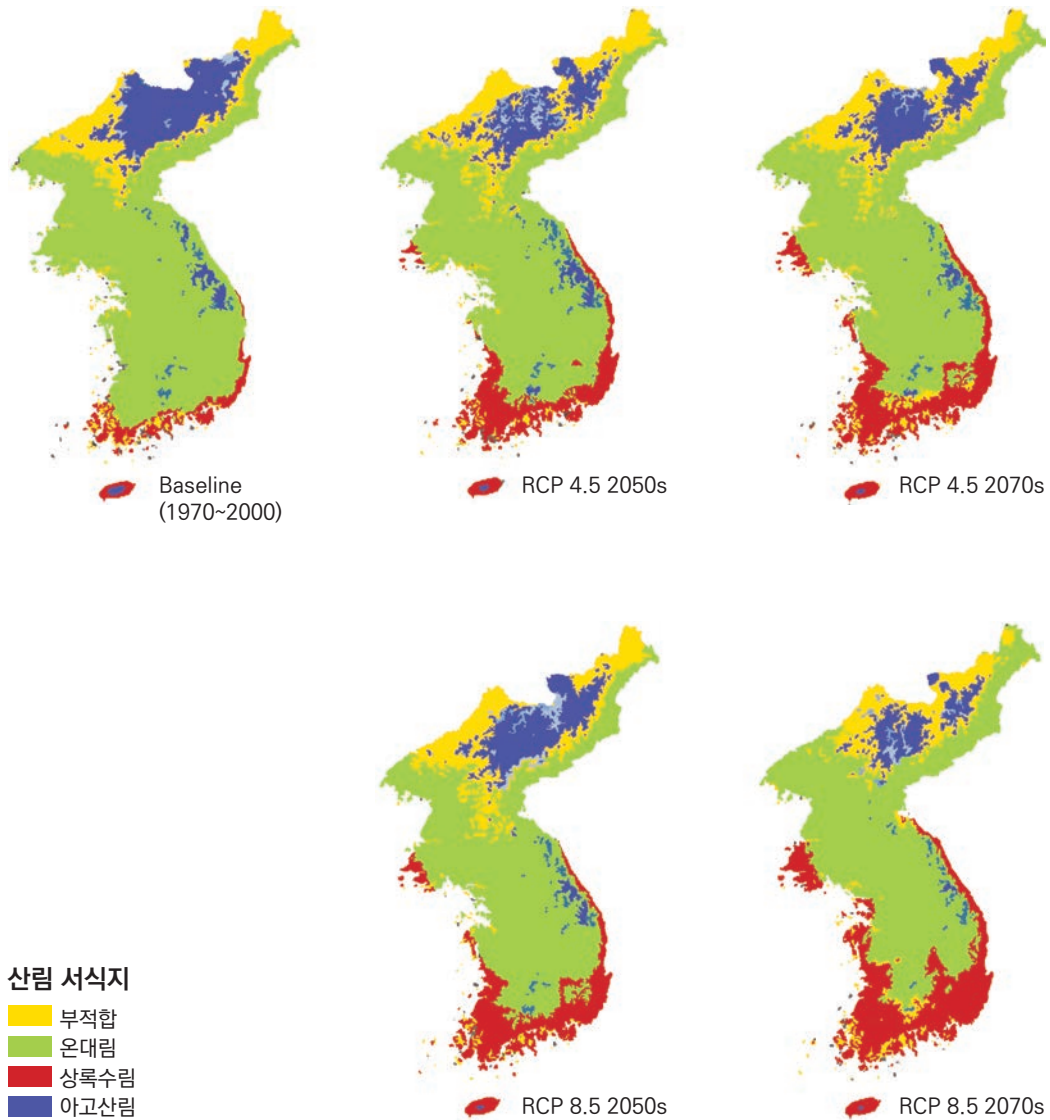 Baseline
(1970~2000)
RCP 4.5 2050s
RCP 4.5 2070s
산림 서식지
부적합
온대림
상록수림
아고산림
RCP 8.5 2050s
RCP 8.5 2070s